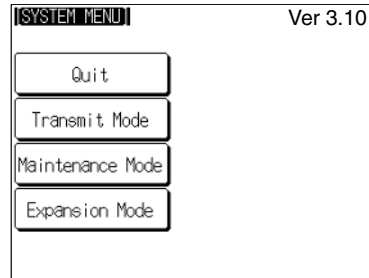 [SYSTEM MENU]
Ver 3.10
Quit
Transmit Mode
Maintenance Mode
Expansion Mode